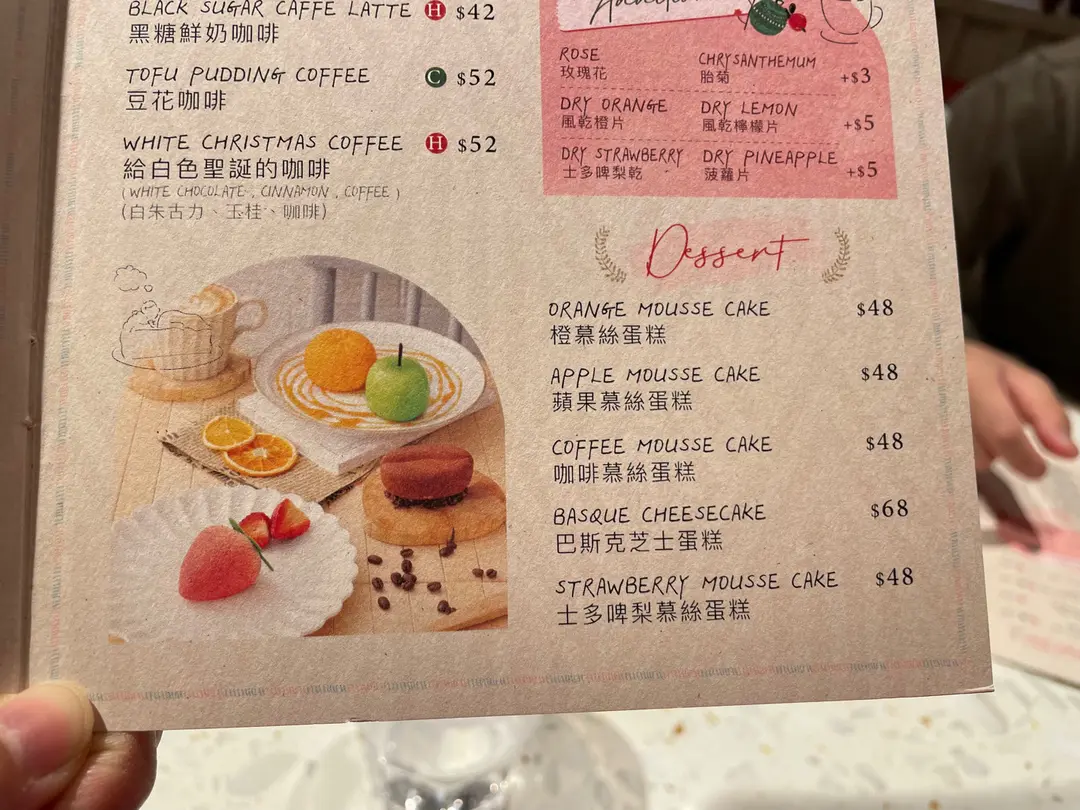 BLACK SUGAR CAFFE LATTE H $42
黑糖鮮奶咖啡
TOFU PUDDING COFFEE C $52
豆花咖啡
WHITE CHRISTMAS COFFEE H $52
給白色聖誕的咖啡
(WHITE CHOCOLATE, CINNAMON, COFFEE)
(白朱古力、玉桂、咖啡)
ROSE CHRYSANTHEMUM
玫瑰花 胎菊 +$3
DRY ORANGE DRY LEMON
風乾橙片 風乾檸檬片 +$5
DRY STRAWBERRY DRY PINEAPPLE
士多啤梨乾 菠蘿片 +$5
Dessert
ORANGE MOUSSE CAKE $48
橙慕絲蛋糕
APPLE MOUSSE CAKE $48
蘋果慕絲蛋糕
COFFEE MOUSSE CAKE $48
咖啡慕絲蛋糕
BASQUE CHEESECAKE $68
巴斯克芝士蛋糕
STRAWBERRY MOUSSE CAKE $48
士多啤梨慕絲蛋糕